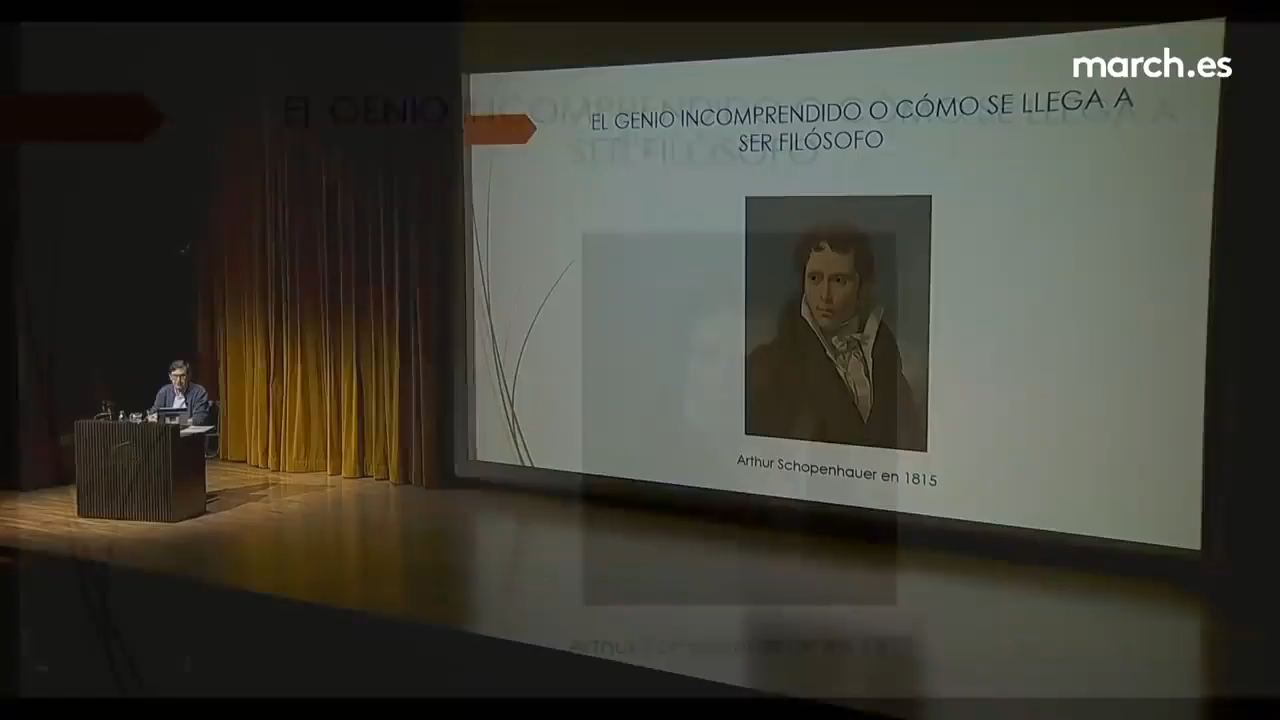 march.es
EL GENIO INCOMPRENDIDO O CÓMO SE LLEGA A
SER FILÓSOFO
Arthur Schopenhauer en 1815